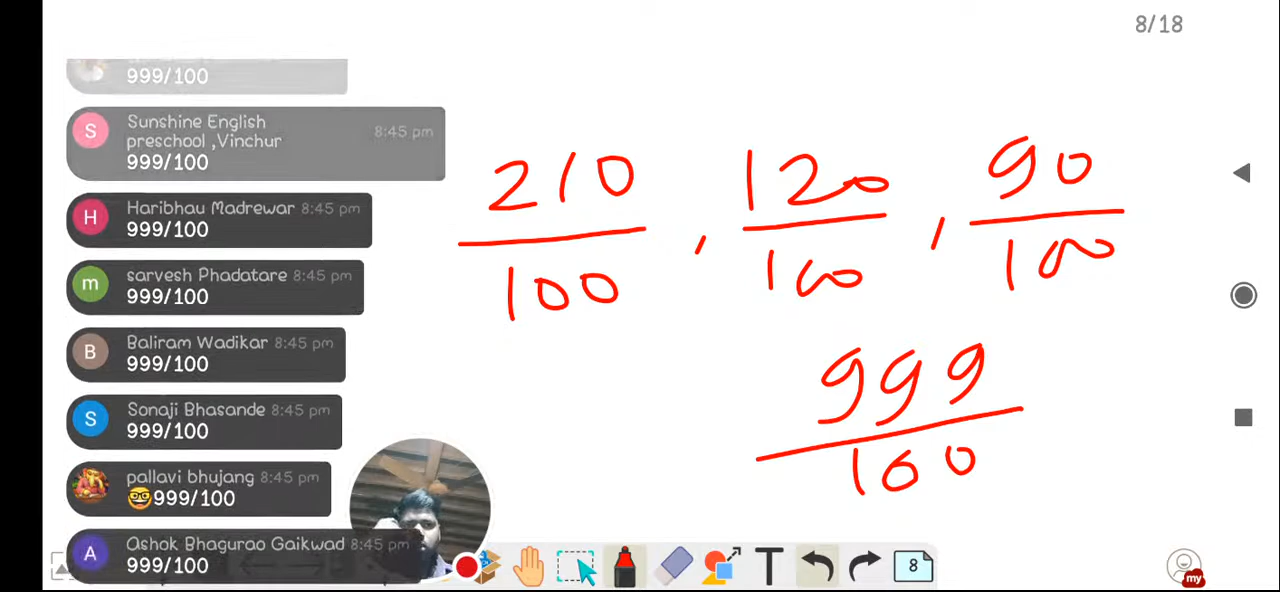 8/18
999/100
Sunshine English
preschool ,Vinchur
8:45 pm
999/100
Haribhau Madrewar 8:45 pm
999/100
sarvesh Phadatare 8:45 pm
999/100
Baliram Wadikar 8:45 pm
999/100
Sonaji Bhasande 8:45 pm
999/100
pallavi bhujang 8:45 pm
🤓999/100
Ashok Bhagurao Gaikwad 8:45 pm
999/100
S
H
m
B
S
A
210 , 120 , 90
100 100 100
999
100
T
8
my